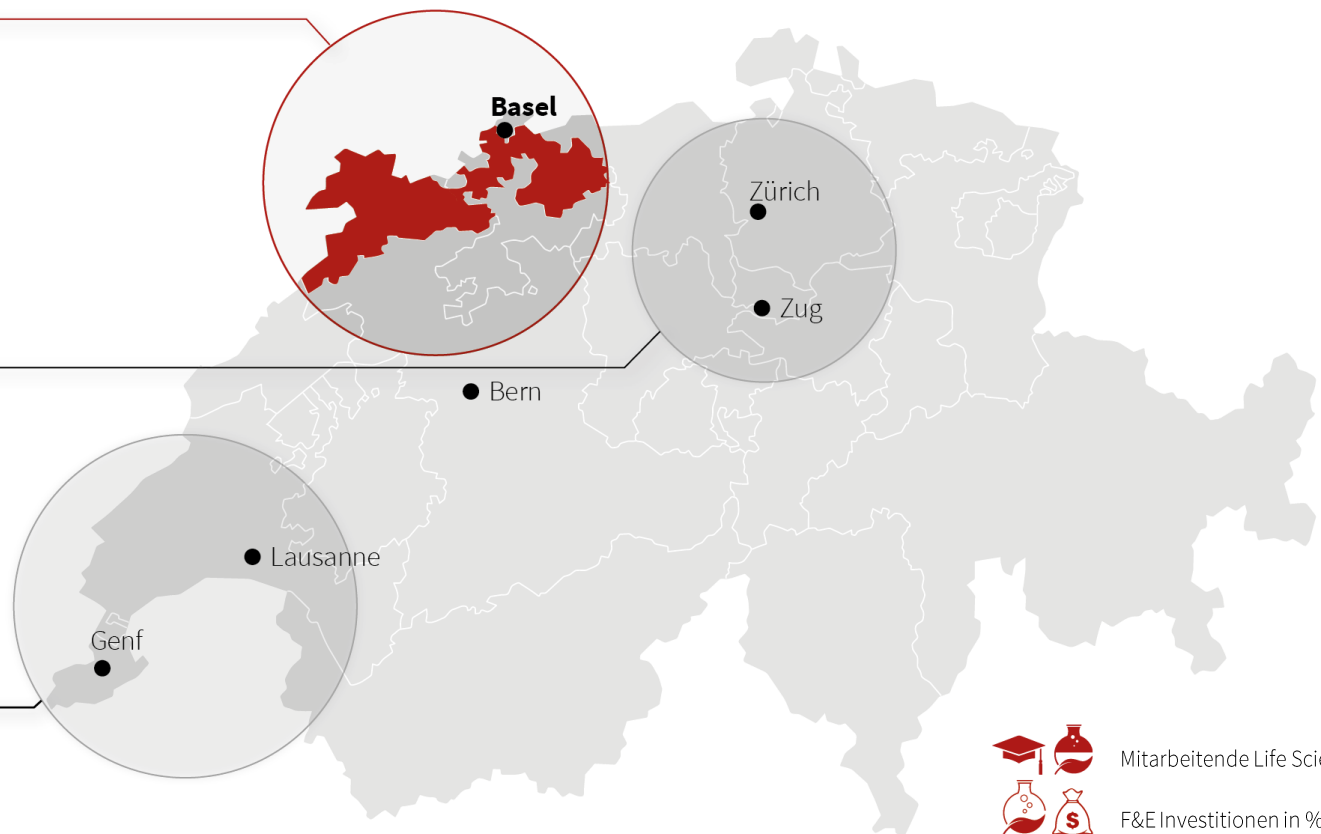 Basel
Zürich
Zug
Bern
Lausanne
Genf
Mitarbeitende Life Scie
F&E Investitionen in %